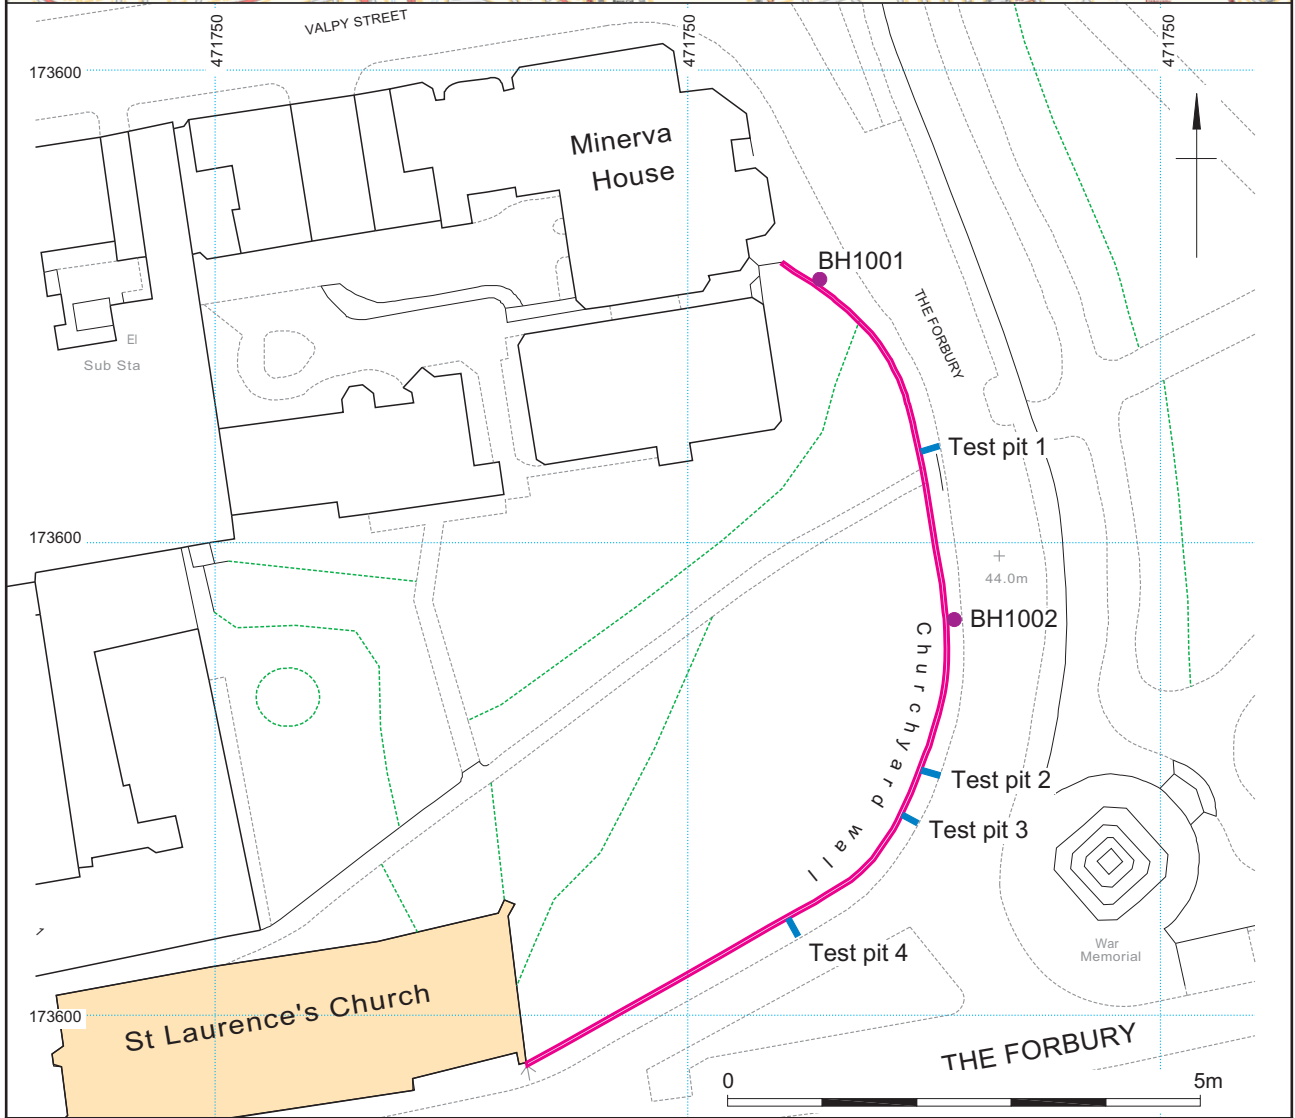 VALPY STREET
471750
471750
471750
173600
Minerva
House
BH1001
THE FORBURY
El
Sub Sta
Test pit 1
173600
44.0m
BH1002
Churchyard wall
Test pit 2
Test pit 3
Test pit 4
War
Memorial
St Laurence's Church
173600
THE FORBURY
0
5m